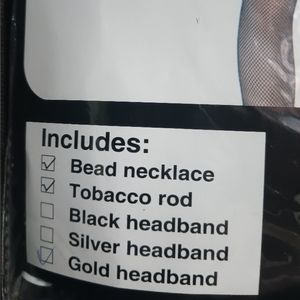 Includes:
☑ Bead necklace
☑ Tobacco rod
☐ Black headband
☐ Silver headband
☑ Gold headband